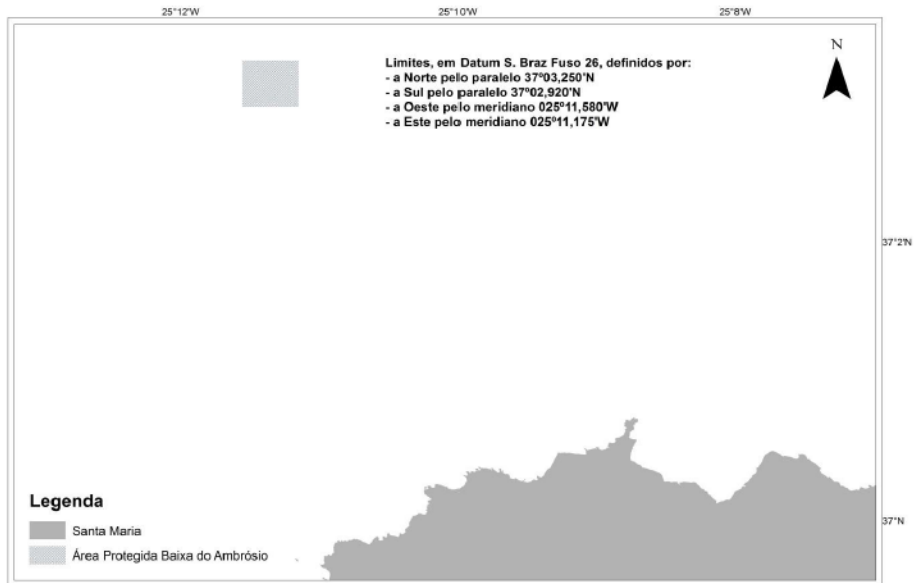 25°12'W 25°10'W 25°8'W
N
Limites, em Datum S. Braz Fuso 26, definidos por:
- a Norte pelo paralelo 37º03,250'N
- a Sul pelo paralelo 37º02,920'N
- a Oeste pelo meridiano 025º11,580'W
- a Este pelo meridiano 025º11,175'W
37°2'N
Legenda
Santa Maria
37°N
Área Protegida Baixa do Ambrósio